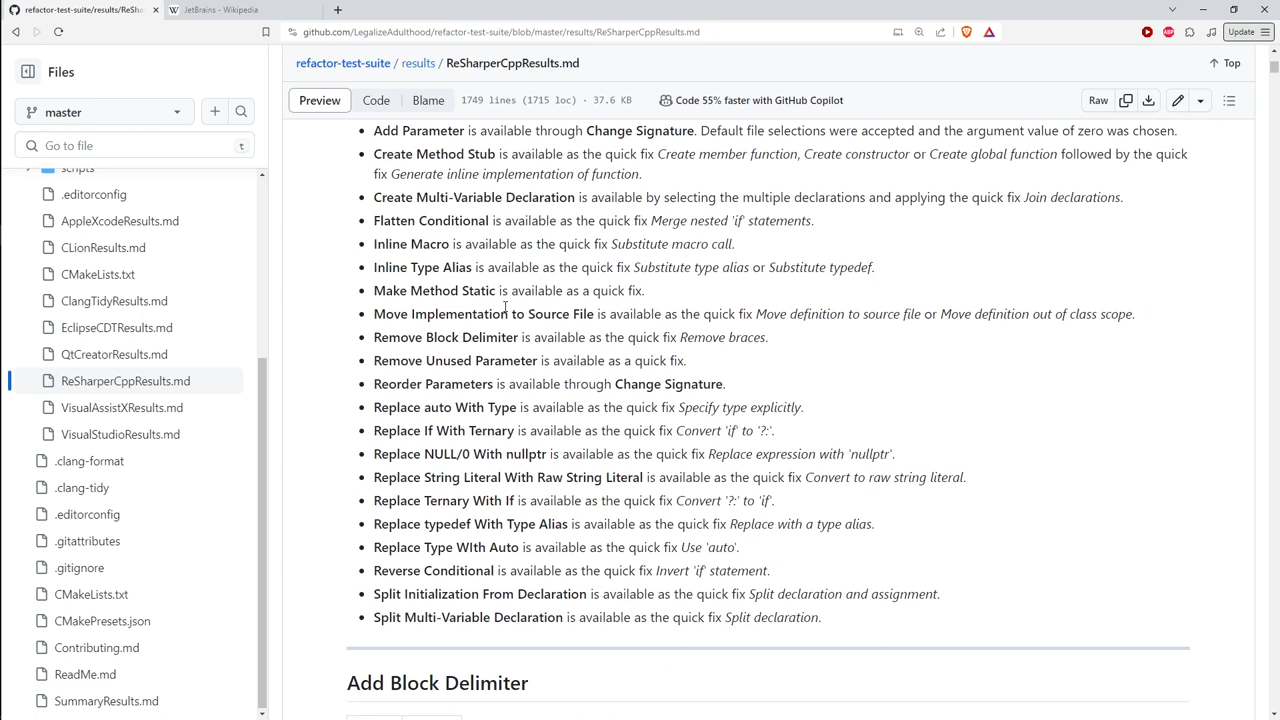 refactor-test-suite/results/ReSha
JetBrains - Wikipedia
github.com/LegalizeAdulthood/refactor-test-suite/blob/master/results/ReSharperCppResults.md
Update
Files
refactor-test-suite / results / ReSharperCppResults.md
Top
master
Preview
Code
Blame
1749 lines (1715 loc) · 37.6 KB
Code 55% faster with GitHub Copilot
Raw
Go to file
t
scripts
.editorconfig
AppleXcodeResults.md
CLionResults.md
CMakeLists.txt
ClangTidyResults.md
EclipseCDTResults.md
QtCreatorResults.md
ReSharperCppResults.md
VisualAssistXResults.md
VisualStudioResults.md
.clang-format
.clang-tidy
.editorconfig
.gitattributes
.gitignore
CMakeLists.txt
CMakePresets.json
Contributing.md
ReadMe.md
SummaryResults.md
• Add Parameter is available through Change Signature. Default file selections were accepted and the argument value of zero was chosen.
• Create Method Stub is available as the quick fix Create member function, Create constructor or Create global function followed by the quick
fix Generate inline implementation of function.
• Create Multi-Variable Declaration is available by selecting the multiple declarations and applying the quick fix Join declarations.
• Flatten Conditional is available as the quick fix Merge nested 'if' statements.
• Inline Macro is available as the quick fix Substitute macro call.
• Inline Type Alias is available as the quick fix Substitute type alias or Substitute typedef.
• Make Method Static is available as a quick fix.
• Move Implementation to Source File is available as the quick fix Move definition to source file or Move definition out of class scope.
• Remove Block Delimiter is available as the quick fix Remove braces.
• Remove Unused Parameter is available as a quick fix.
• Reorder Parameters is available through Change Signature.
• Replace auto With Type is available as the quick fix Specify type explicitly.
• Replace If With Ternary is available as the quick fix Convert 'if' to '?:'.
• Replace NULL/0 With nullptr is available as the quick fix Replace expression with 'nullptr'.
• Replace String Literal With Raw String Literal is available as the quick fix Convert to raw string literal.
• Replace Ternary With If is available as the quick fix Convert '?:' to 'if'.
• Replace typedef With Type Alias is available as the quick fix Replace with a type alias.
• Replace Type WIth Auto is available as the quick fix Use 'auto'.
• Reverse Conditional is available as the quick fix Invert 'if' statement.
• Split Initialization From Declaration is available as the quick fix Split declaration and assignment.
• Split Multi-Variable Declaration is available as the quick fix Split declaration.
Add Block Delimiter